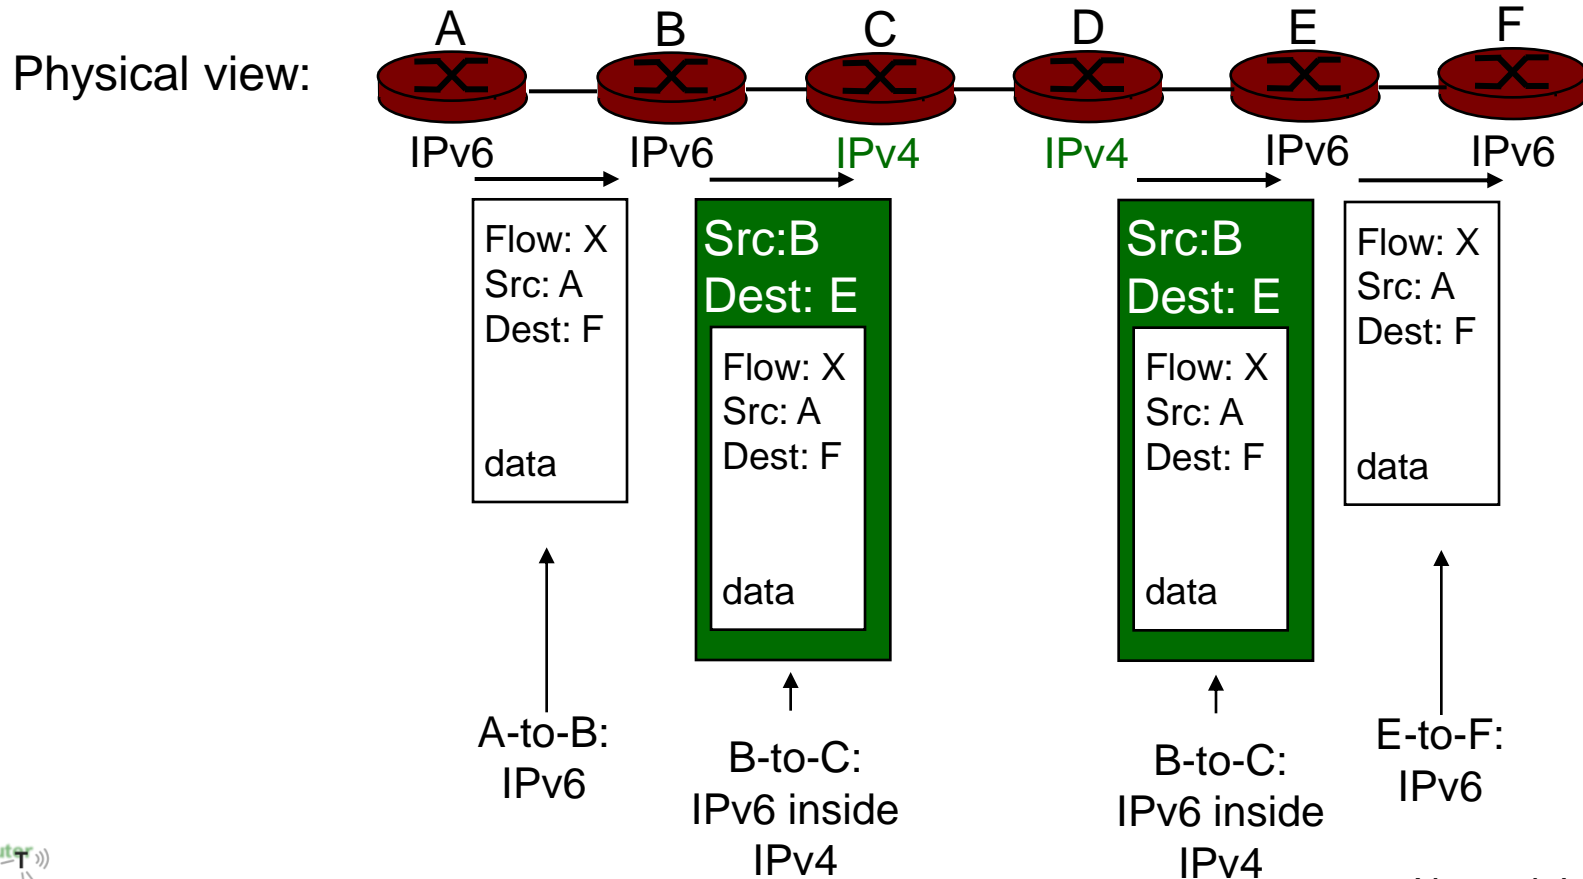 A B C D E F
Physical view:
IPv6 IPv6 IPv4 IPv4 IPv6 IPv6
Flow: X
Src: A
Dest: F
data
Src:B
Dest: E
Flow: X
Src: A
Dest: F
data
Src:B
Dest: E
Flow: X
Src: A
Dest: F
data
Flow: X
Src: A
Dest: F
data
A-to-B:
IPv6
B-to-C:
IPv6 inside
IPv4
B-to-C:
IPv6 inside
IPv4
E-to-F:
IPv6
T